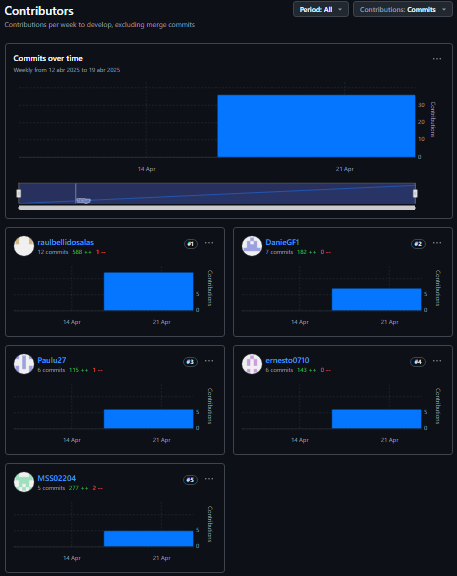 Contributors
Period: All
Contributions: Commits
Contributions per week to develop, excluding merge commits
Commits over time
Weekly from 12 abr 2025 to 19 abr 2025
30
20
10
0
Contributions
14 Apr
21 Apr
raulbellidosalas
#1
12 commits 588 ++ 1 --
5
0
Contributions
14 Apr
21 Apr
DanieGF1
#2
7 commits 182 ++ 0 --
5
0
Contributions
14 Apr
21 Apr
Paulu27
#3
6 commits 115 ++ 1 --
5
0
Contributions
14 Apr
21 Apr
ernesto0710
#4
6 commits 143 ++ 0 --
5
0
Contributions
14 Apr
21 Apr
MSS02204
#5
5 commits 277 ++ 2 --
5
0
Contributions
14 Apr
21 Apr